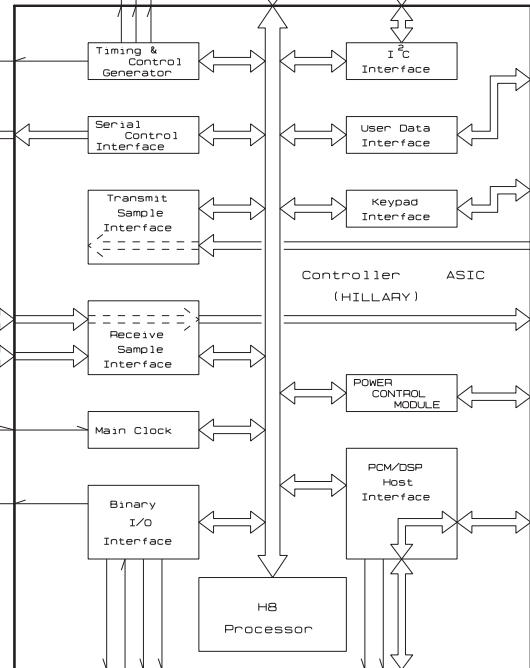 Timing &
Control
Generator
I2C
Interface
Serial
Control
Interface
User Data
Interface
Transmit
Sample
Interface
Keypad
Interface
Controller ASIC
(HILLARY)
Receive
Sample
Interface
POWER
CONTROL
MODULE
Main Clock
PCM/DSP
Host
Interface
Binary
I/O
Interface
H8
Processor